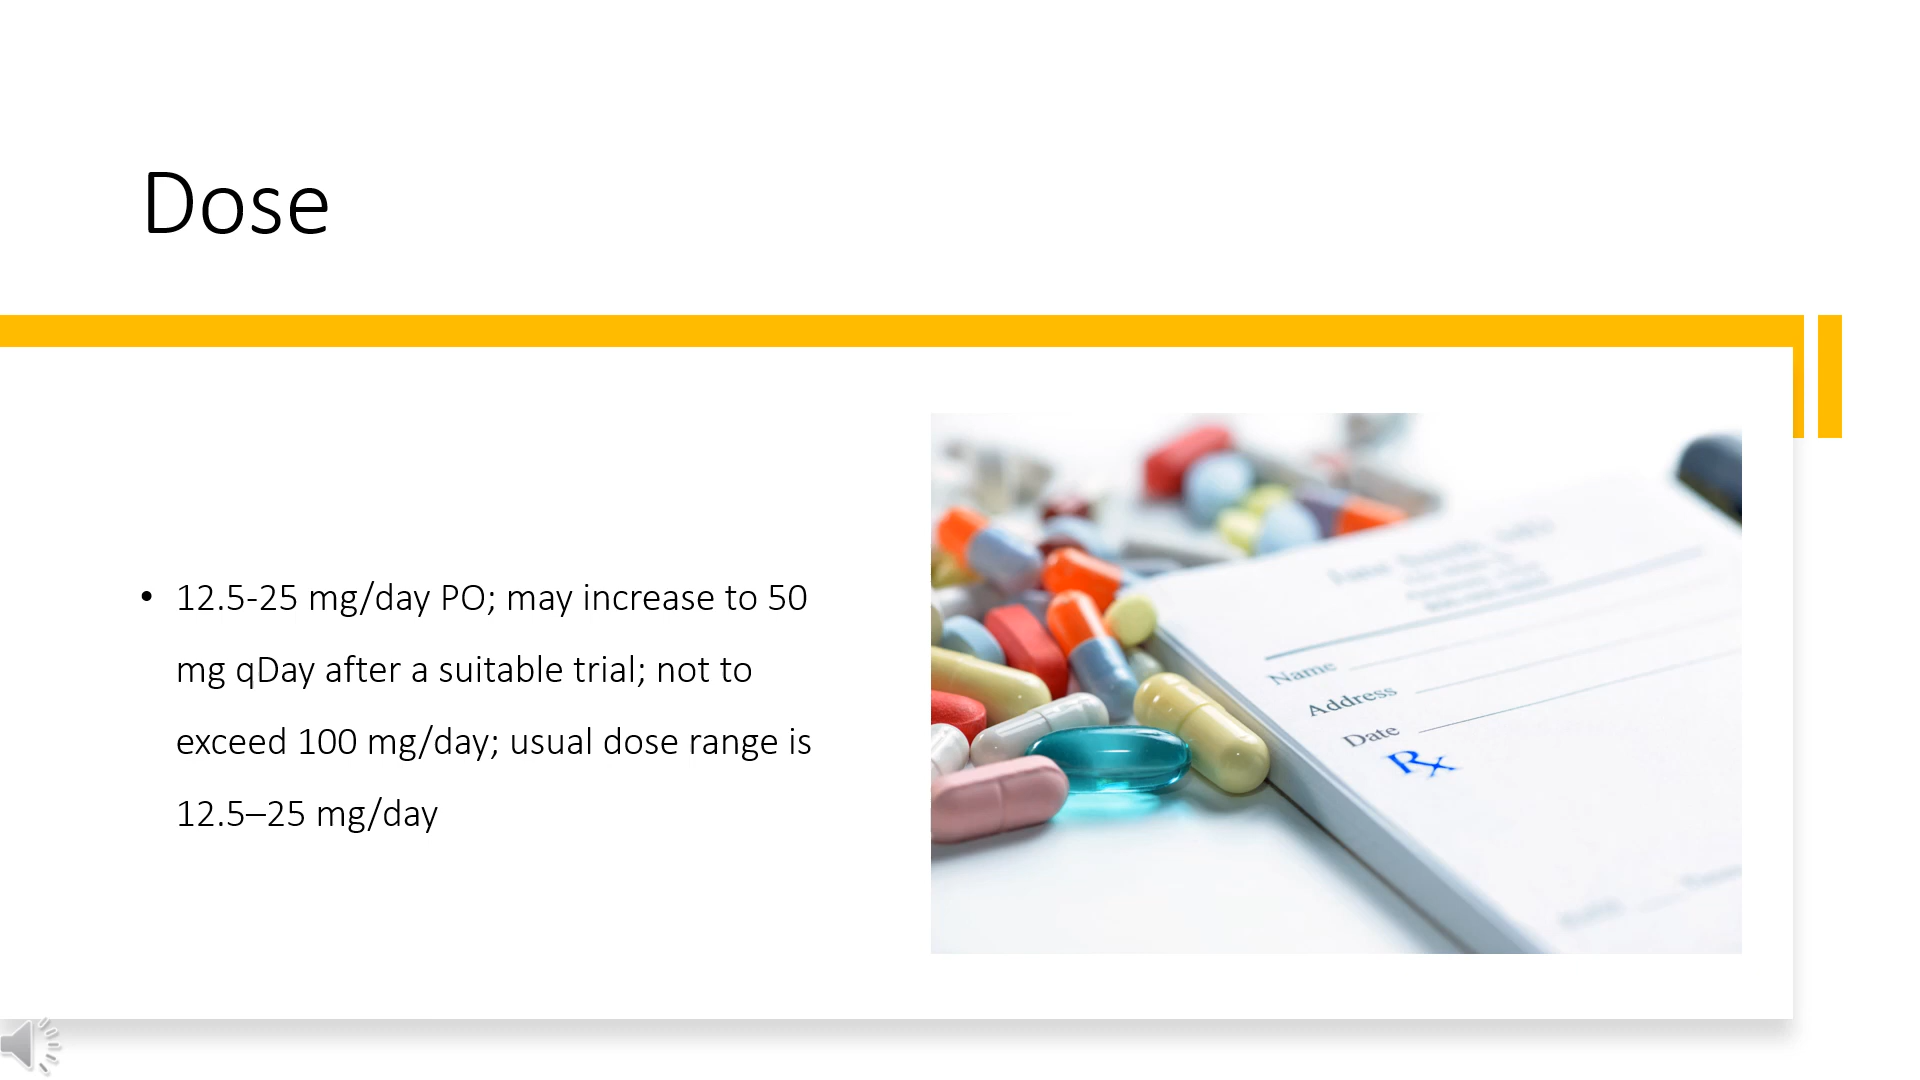 Dose
• 12.5-25 mg/day PO; may increase to 50
mg qDay after a suitable trial; not to
exceed 100 mg/day; usual dose range is
12.5–25 mg/day
Name
Address
Date
Rx